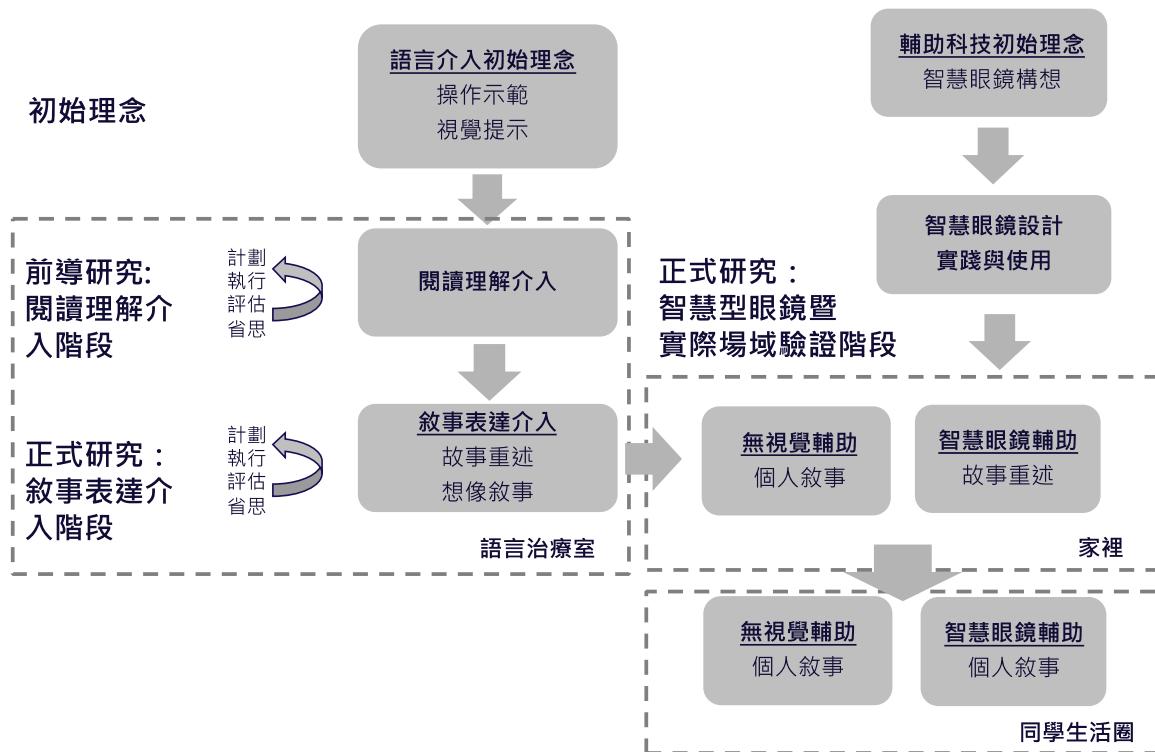 初始理念
語言介入初始理念
操作示範
視覺提示
輔助科技初始理念
智慧眼鏡構想
智慧眼鏡設計
實踐與使用
前導研究:
閱讀理解介
入階段
計劃
執行
評估
省思
閱讀理解介入
正式研究：
智慧型眼鏡暨
實際場域驗證階段
正式研究：
敘事表達介
入階段
計劃
執行
評估
省思
敘事表達介入
故事重述
想像敘事
語言治療室
無視覺輔助
個人敘事
智慧眼鏡輔助
故事重述
家裡
無視覺輔助
個人敘事
智慧眼鏡輔助
個人敘事
同學生活圈